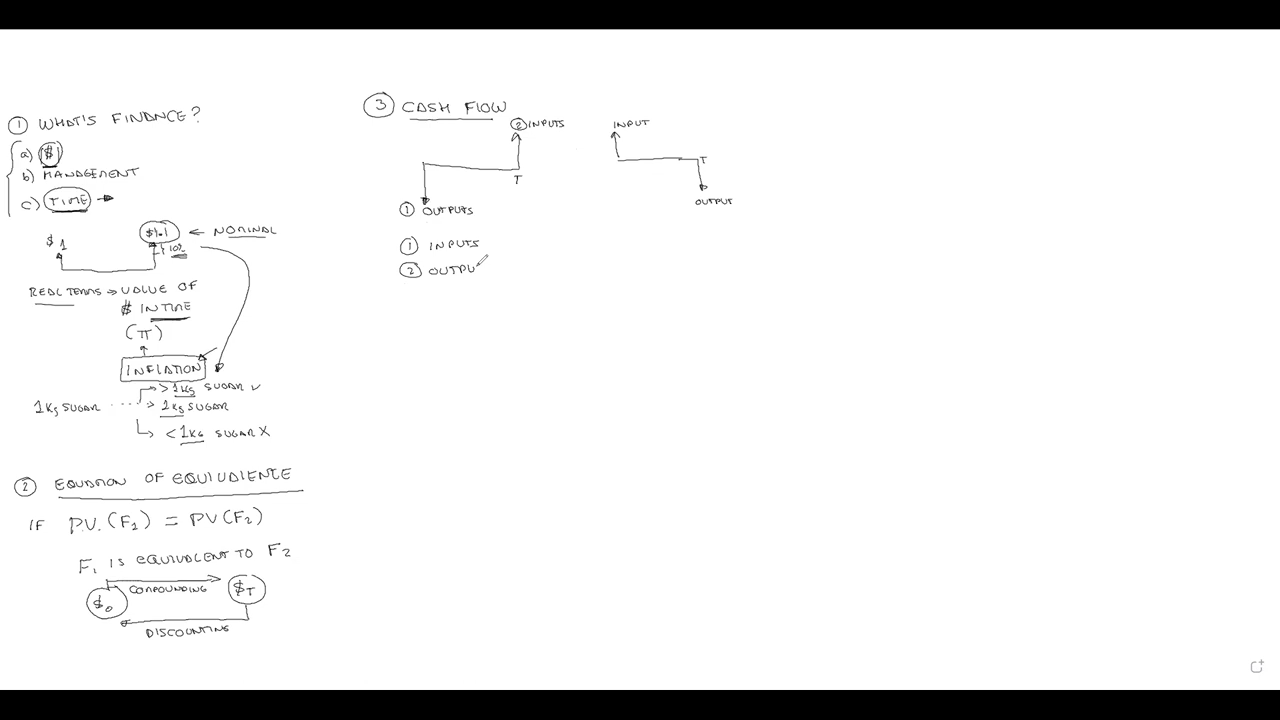 ① WHAT'S FINANCE?
a) $
b) MANAGEMENT
c) TIME →
$1.1 ← NOMINAL
$1
10%
REAL TERMS → VALUE OF
$ IN TIME
(π)
INFLATION
> 1KG SUGAR ✓
1KG SUGAR ····> 1KG SUGAR
< 1KG SUGAR X
② EQUATION OF EQUIVALENCE
IF P.V.(F1) = PV(F2)
F1 IS EQUIVALENT TO F2
COMPOUNDING
$0
$T
DISCOUNTING
③ CASH FLOW
② INPUTS
T
① OUTPUTS
INPUT
T
OUTPUT
① INPUTS
② OUTPU